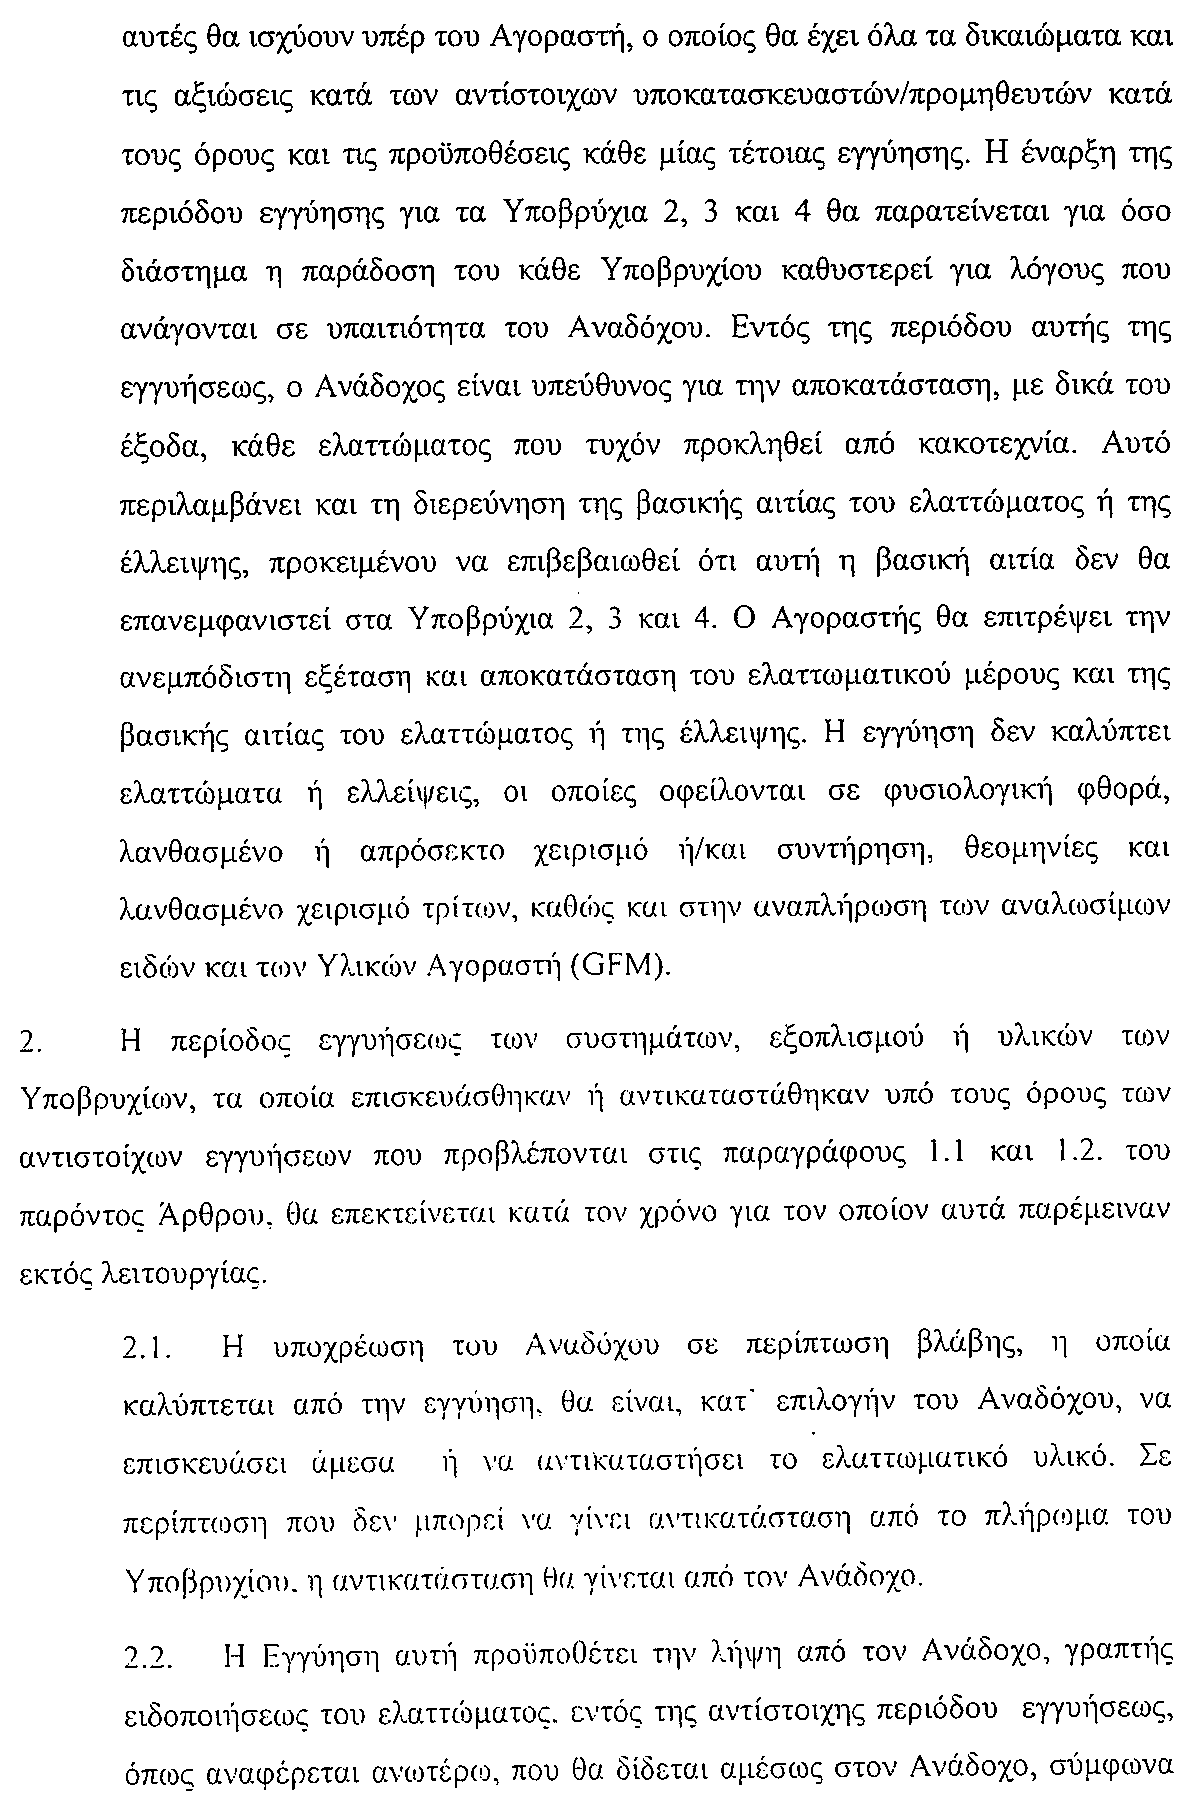 αυτές θα ισχύουν υπέρ του Αγοραστή, ο οποίος θα έχει όλα τα δικαιώματα και
τις αξιώσεις κατά των αντίστοιχων υποκατασκευαστών/προμηθευτών κατά
τους όρους και τις προϋποθέσεις κάθε μίας τέτοιας εγγύησης. Η έναρξη της
περιόδου εγγύησης για τα Υποβρύχια 2, 3 και 4 θα παρατείνεται για όσο
διάστημα η παράδοση του κάθε Υποβρυχίου καθυστερεί για λόγους που
ανάγονται σε υπαιτιότητα του Αναδόχου. Εντός της περιόδου αυτής της
εγγυήσεως, ο Ανάδοχος είναι υπεύθυνος για την αποκατάσταση, με δικά του
έξοδα, κάθε ελαττώματος που τυχόν προκληθεί από κακοτεχνία. Αυτό
περιλαμβάνει και τη διερεύνηση της βασικής αιτίας του ελαττώματος ή της
έλλειψης, προκειμένου να επιβεβαιωθεί ότι αυτή η βασική αιτία δεν θα
επανεμφανιστεί στα Υποβρύχια 2, 3 και 4. Ο Αγοραστής θα επιτρέψει την
ανεμπόδιστη εξέταση και αποκατάσταση του ελαττωματικού μέρους και της
βασικής αιτίας του ελαττώματος ή της έλλειψης. Η εγγύηση δεν καλύπτει
ελαττώματα ή ελλείψεις, οι οποίες οφείλονται σε φυσιολογική φθορά,
λανθασμένο ή απρόσεκτο χειρισμό ή/και συντήρηση, θεομηνίες και
λανθασμένο χειρισμό τρίτων, καθώς και στην αναπλήρωση των αναλωσίμων
ειδών και των Υλικών Αγοραστή (GFM).
2. Η περίοδος εγγυήσεως των συστημάτων, εξοπλισμού ή υλικών των
Υποβρυχίων, τα οποία επισκευάσθηκαν ή αντικαταστάθηκαν υπό τους όρους των
αντιστοίχων εγγυήσεων που προβλέπονται στις παραγράφους 1.1 και 1.2. του
παρόντος Άρθρου, θα επεκτείνεται κατά τον χρόνο για τον οποίον αυτά παρέμειναν
εκτός λειτουργίας.
2.1. Η υποχρέωση του Αναδόχου σε περίπτωση βλάβης, η οποία
καλύπτεται από την εγγύηση, θα είναι, κατ' επιλογήν του Αναδόχου, να
επισκευάσει άμεσα ή να αντικαταστήσει το ελαττωματικό υλικό. Σε
περίπτωση που δεν μπορεί να γίνει αντικατάσταση από το πλήρωμα του
Υποβρυχίου, η αντικατάσταση θα γίνεται από τον Ανάδοχο.
2.2. Η Εγγύηση αυτή προϋποθέτει την λήψη από τον Ανάδοχο, γραπτής
ειδοποιήσεως του ελαττώματος, εντός της αντίστοιχης περιόδου εγγυήσεως,
όπως αναφέρεται ανωτέρω, που θα δίδεται αμέσως στον Ανάδοχο, σύμφωνα